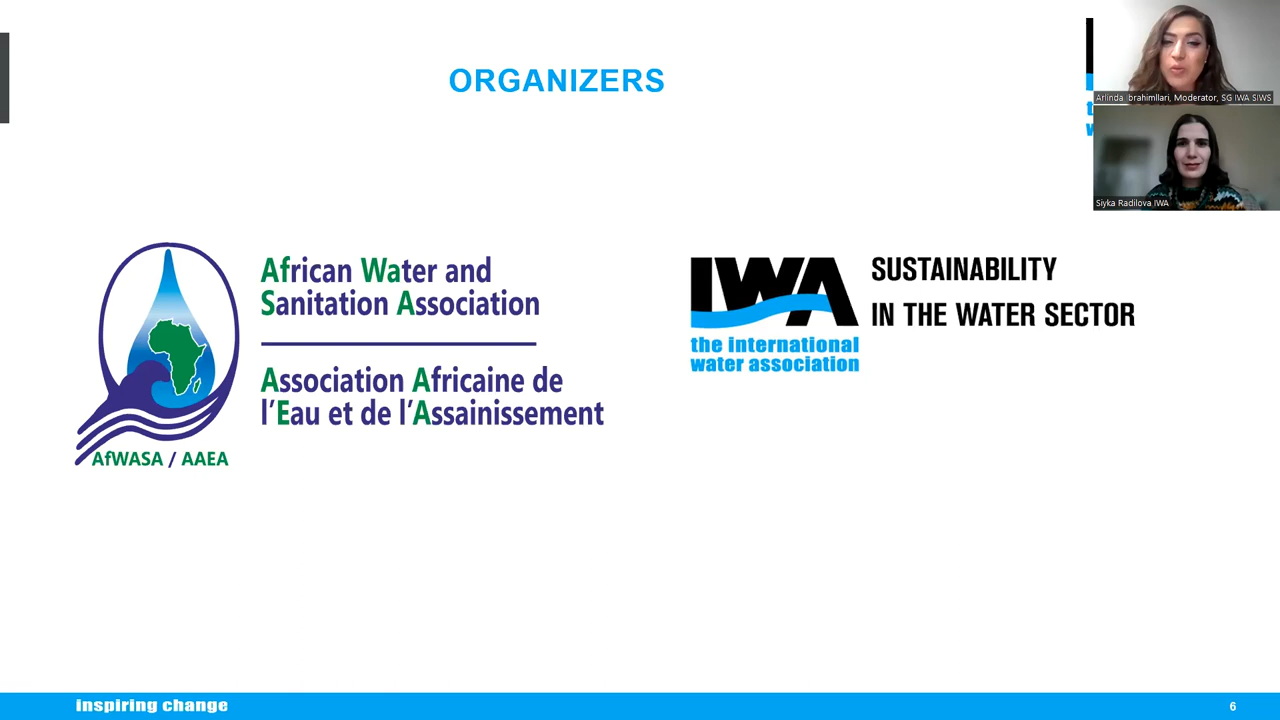 ORGANIZERS
Arlinda Ibrahimllari, Moderator, SG IWA SIWS
Siyka Radilova IWA
African Water and
Sanitation Association
Association Africaine de
l'Eau et de l'Assainissement
AfWASA / AAEA
IWA
the international
water association
SUSTAINABILITY
IN THE WATER SECTOR
inspiring change
6